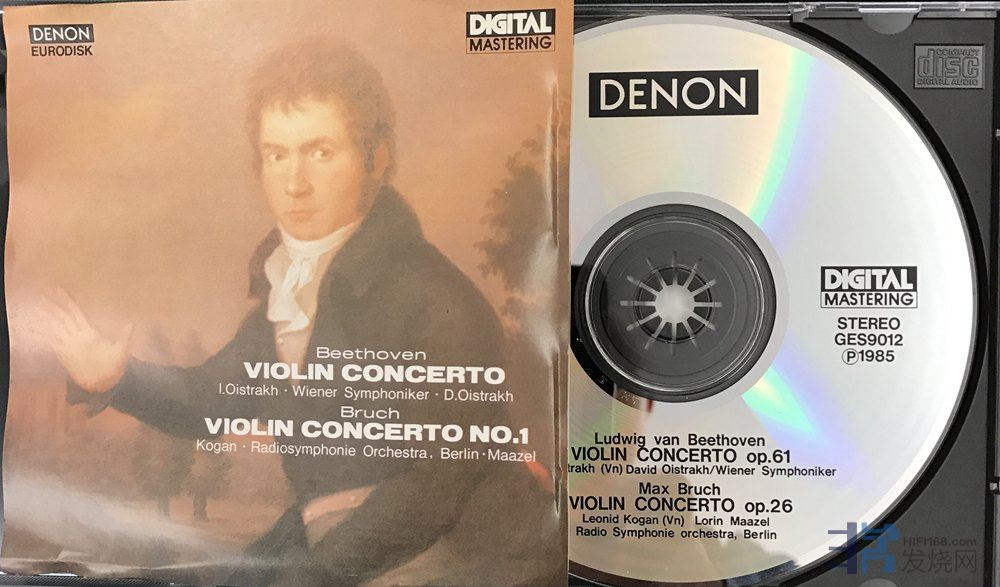 DENON
EURODISK
DIGITAL
MASTERING
Beethoven
VIOLIN CONCERTO
I.Oistrakh · Wiener Symphoniker · D.Oistrakh
Bruch
VIOLIN CONCERTO NO.1
Kogan · Radiosymphonie Orchestra, Berlin · Maazel
COMPACT
disc
DIGITAL AUDIO
DENON
DIGITAL
MASTERING
STEREO
GES9012
Ⓟ1985
Ludwig van Beethoven
VIOLIN CONCERTO op.61
trakh (Vn) David Oistrakh/Wiener Symphoniker
Max Bruch
VIOLIN CONCERTO op.26
Leonid Kogan (Vn) Lorin Maazel
Radio Symphonie orchestra, Berlin
HIFI168.com
发烧网